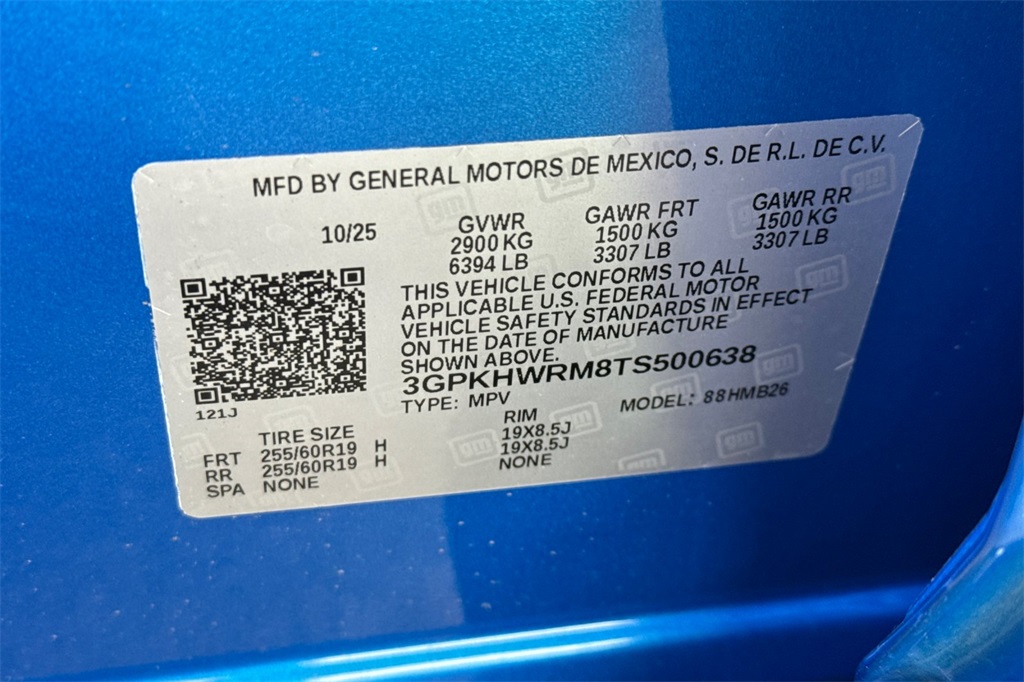 MFD BY GENERAL MOTORS DE MEXICO, S. DE R.L. DE C.V.
10/25 GVWR GAWR FRT GAWR RR
2900 KG 1500 KG 1500 KG
6394 LB 3307 LB 3307 LB
THIS VEHICLE CONFORMS TO ALL
APPLICABLE U.S. FEDERAL MOTOR
VEHICLE SAFETY STANDARDS IN EFFECT
ON THE DATE OF MANUFACTURE
SHOWN ABOVE.
3GPKHWRM8TS500638
121J
TYPE: MPV MODEL: 88HMB26
TIRE SIZE RIM
FRT 255/60R19 H 19X8.5J
RR 255/60R19 H 19X8.5J
SPA NONE NONE
gm